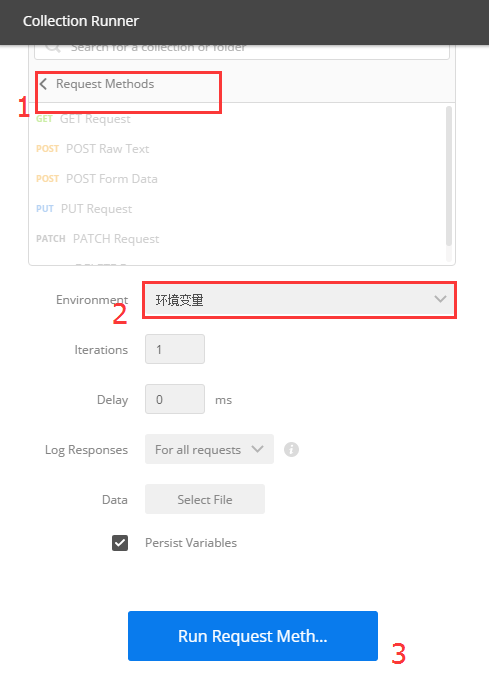 Collection Runner
Search for a collection or folder
Request Methods
1
GET GET Request
POST POST Raw Text
POST POST Form Data
PUT PUT Request
PATCH PATCH Request
Environment 环境变量
2
Iterations 1
Delay 0 ms
Log Responses For all requests
Data Select File
Persist Variables
Run Request Meth...
3